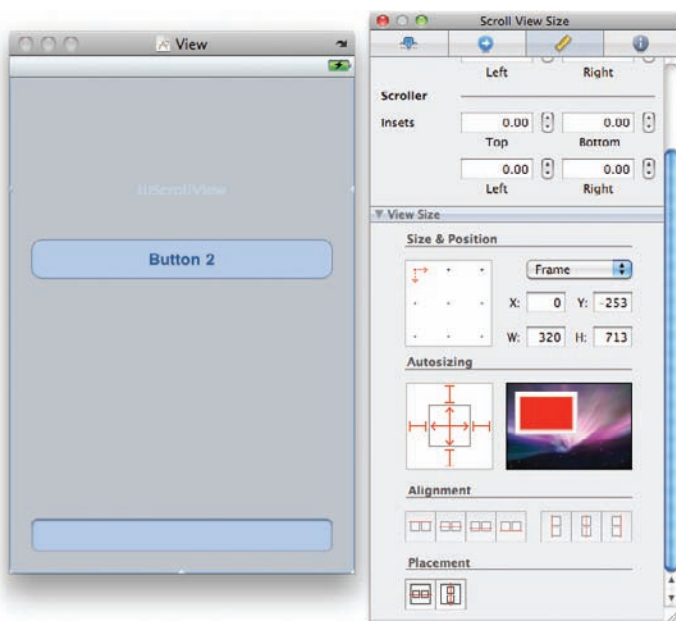 View
UIScrollView
Button 2
Scroll View Size
Left Right
Scroller
Insets 0.00 0.00
Top Bottom
0.00 0.00
Left Right
View Size
Size & Position
Frame
X: 0 Y: -253
W: 320 H: 713
Autosizing
Alignment
Placement